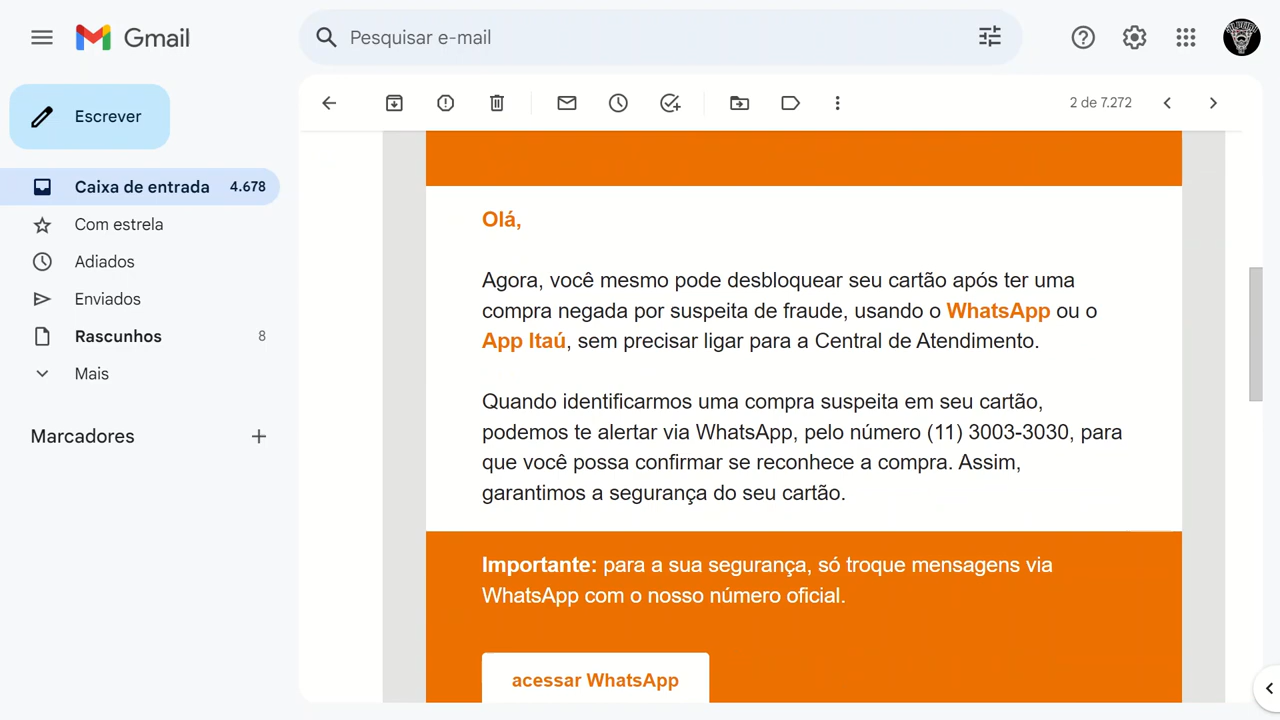 Gmail
Pesquisar e-mail
Escrever
2 de 7.272
Caixa de entrada 4.678
Com estrela
Adiados
Enviados
Rascunhos 8
Mais
Marcadores
Olá,
Agora, você mesmo pode desbloquear seu cartão após ter uma
compra negada por suspeita de fraude, usando o WhatsApp ou o
App Itaú, sem precisar ligar para a Central de Atendimento.
Quando identificarmos uma compra suspeita em seu cartão,
podemos te alertar via WhatsApp, pelo número (11) 3003-3030, para
que você possa confirmar se reconhece a compra. Assim,
garantimos a segurança do seu cartão.
Importante: para a sua segurança, só troque mensagens via
WhatsApp com o nosso número oficial.
acessar WhatsApp